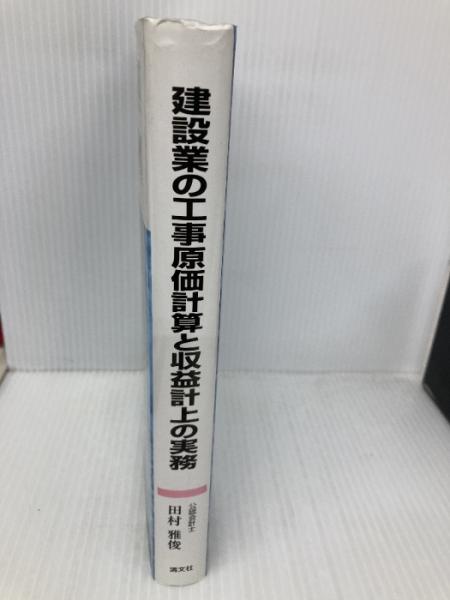 建設業の工事原価計算と収益計上の実務
公認会計士
田村 雅俊
清文社